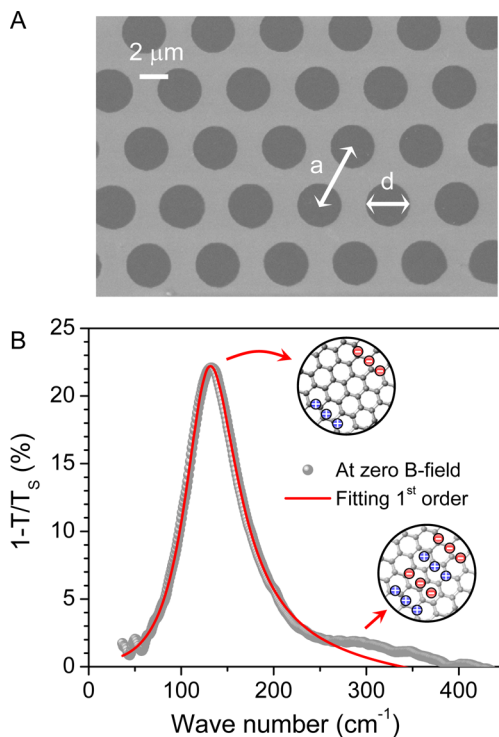 A
2 μm
a
d
B
25
20
15
10
5
0
1-T/T_S (%)
At zero B-field
Fitting 1st order
0 100 200 300 400
Wave number (cm-1)